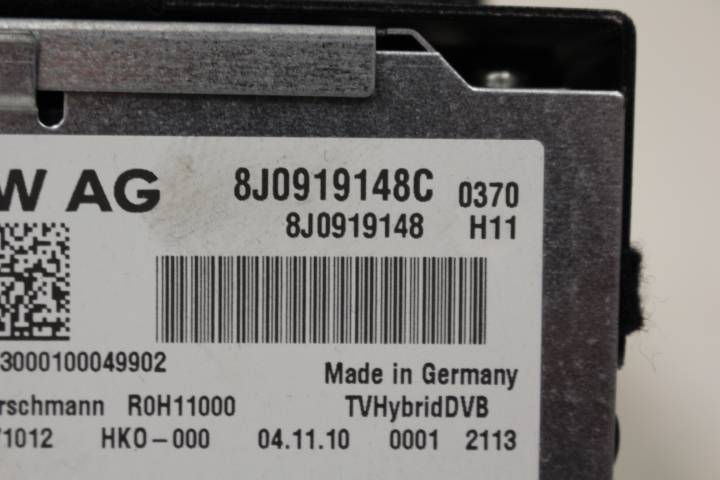 W AG 8J0919148C 0370
8J0919148 H11
3000100049902
Made in Germany
rschmann R0H11000 TVHybridDVB
1012 HKO-000 04.11.10 0001 2113